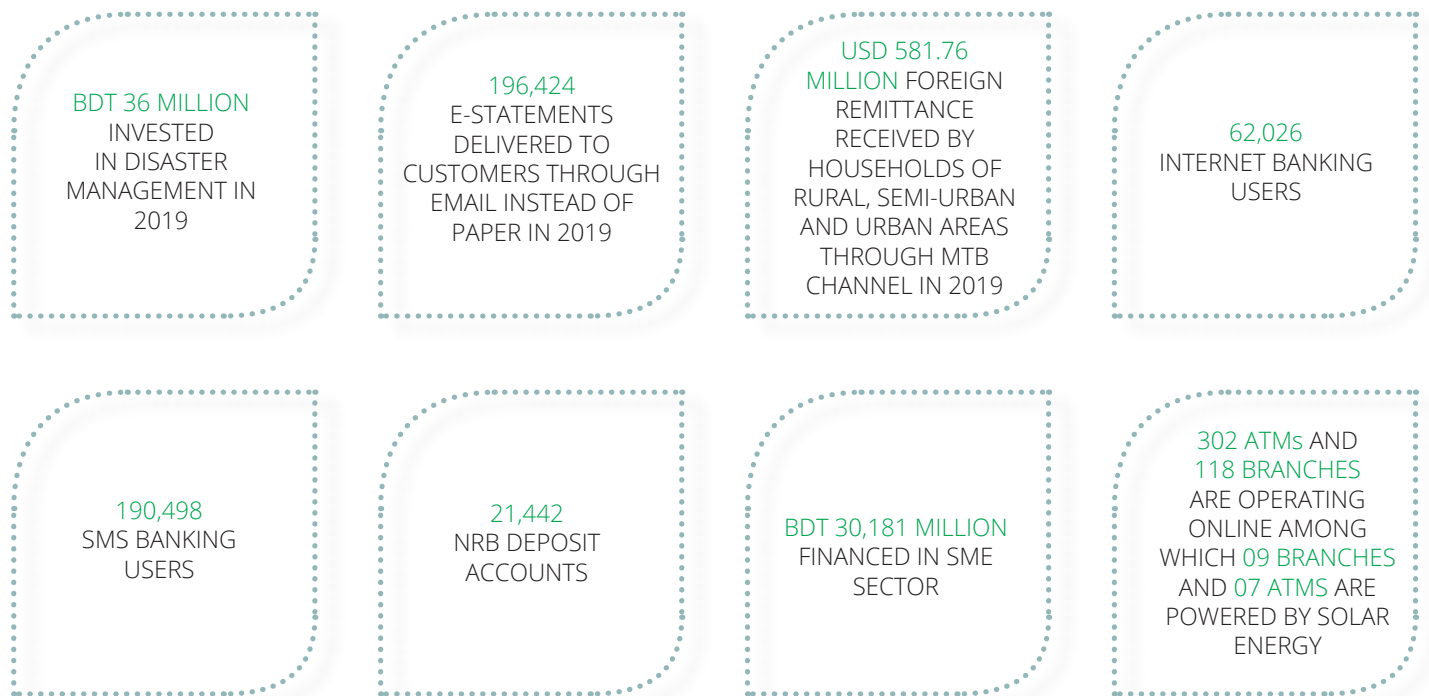 BDT 36 MILLION
INVESTED
IN DISASTER
MANAGEMENT IN
2019
196,424
E-STATEMENTS
DELIVERED TO
CUSTOMERS THROUGH
EMAIL INSTEAD OF
PAPER IN 2019
USD 581.76
MILLION FOREIGN
REMITTANCE
RECEIVED BY
HOUSEHOLDS OF
RURAL, SEMI-URBAN
AND URBAN AREAS
THROUGH MTB
CHANNEL IN 2019
62,026
INTERNET BANKING
USERS
190,498
SMS BANKING
USERS
21,442
NRB DEPOSIT
ACCOUNTS
BDT 30,181 MILLION
FINANCED IN SME
SECTOR
302 ATMs AND
118 BRANCHES
ARE OPERATING
ONLINE AMONG
WHICH 09 BRANCHES
AND 07 ATMS ARE
POWERED BY SOLAR
ENERGY